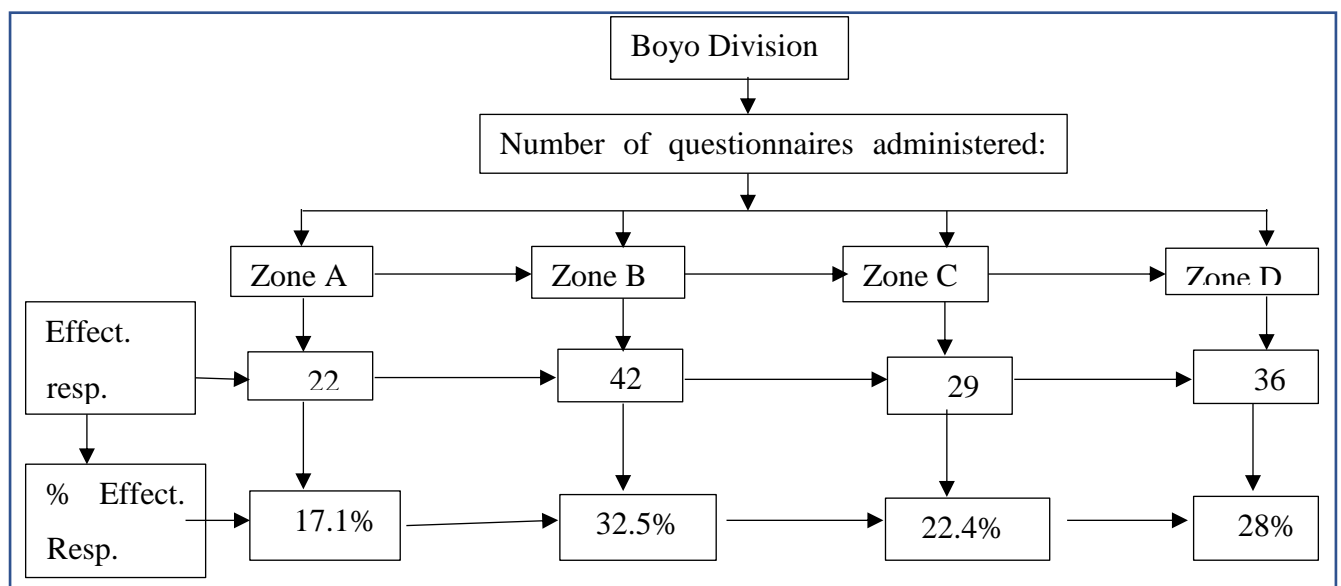 Boyo Division
Number of questionnaires administered:
Zone A
Zone B
Zone C
Zone D
Effect.
resp.
22
42
29
36
% Effect.
Resp.
17.1%
32.5%
22.4%
28%